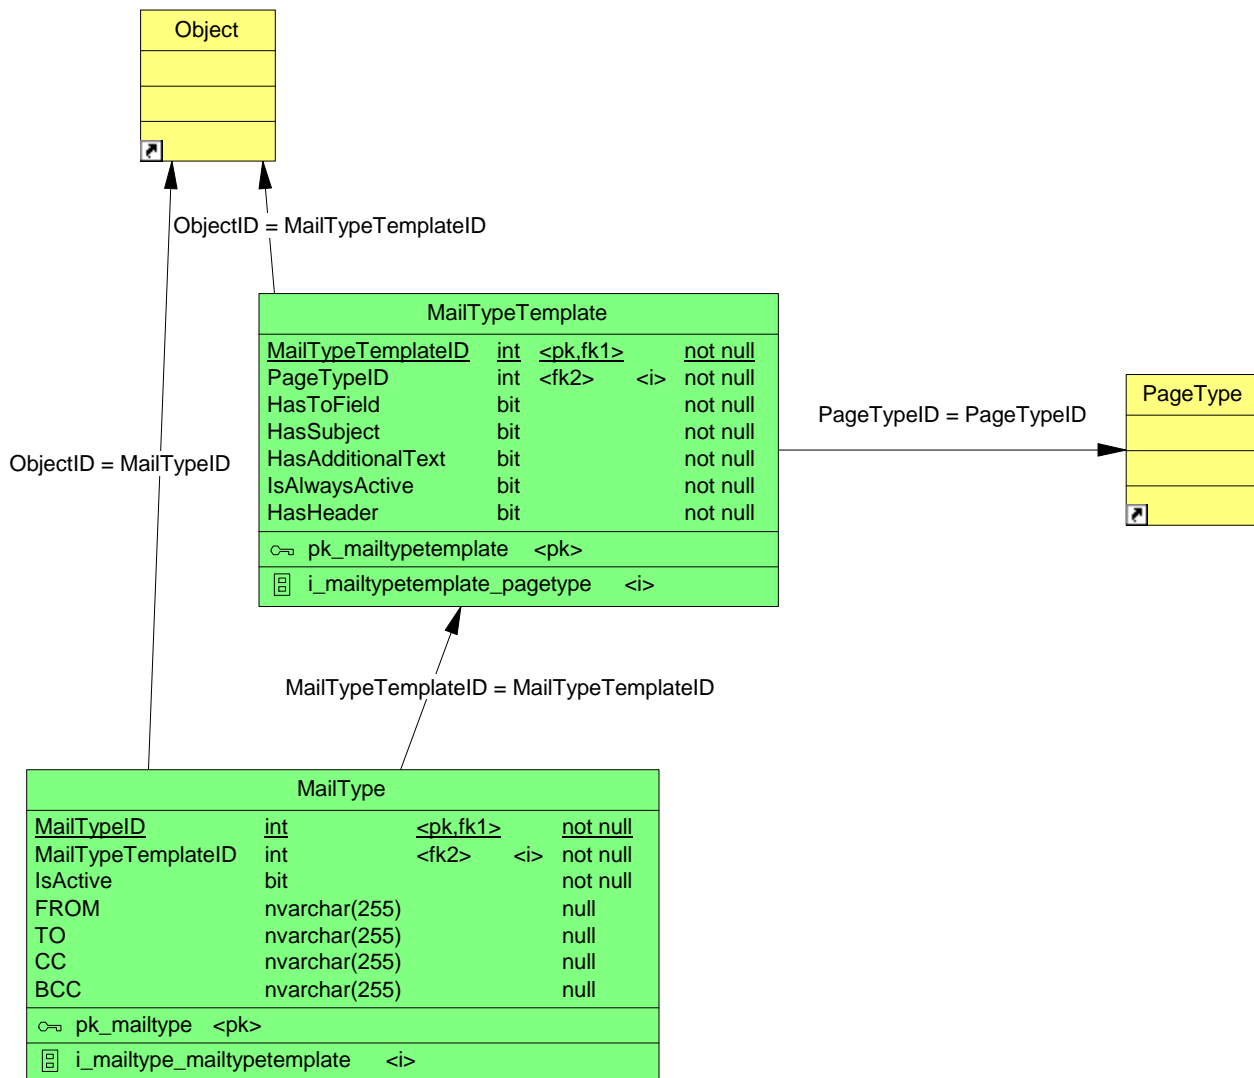 Object
ObjectID = MailTypeTemplateID
MailTypeTemplate
MailTypeTemplateID int <pk,fk1> not null
PageTypeID int <fk2> <i> not null
HasToField bit not null
HasSubject bit not null
HasAdditionalText bit not null
IsAlwaysActive bit not null
HasHeader bit not null
pk_mailtypetemplate <pk>
i_mailtypetemplate_pagetype <i>
PageTypeID = PageTypeID
PageType
ObjectID = MailTypeID
MailTypeTemplateID = MailTypeTemplateID
MailType
MailTypeID int <pk,fk1> not null
MailTypeTemplateID int <fk2> <i> not null
IsActive bit not null
FROM nvarchar(255) null
TO nvarchar(255) null
CC nvarchar(255) null
BCC nvarchar(255) null
pk_mailtype <pk>
i_mailtype_mailtypetemplate <i>